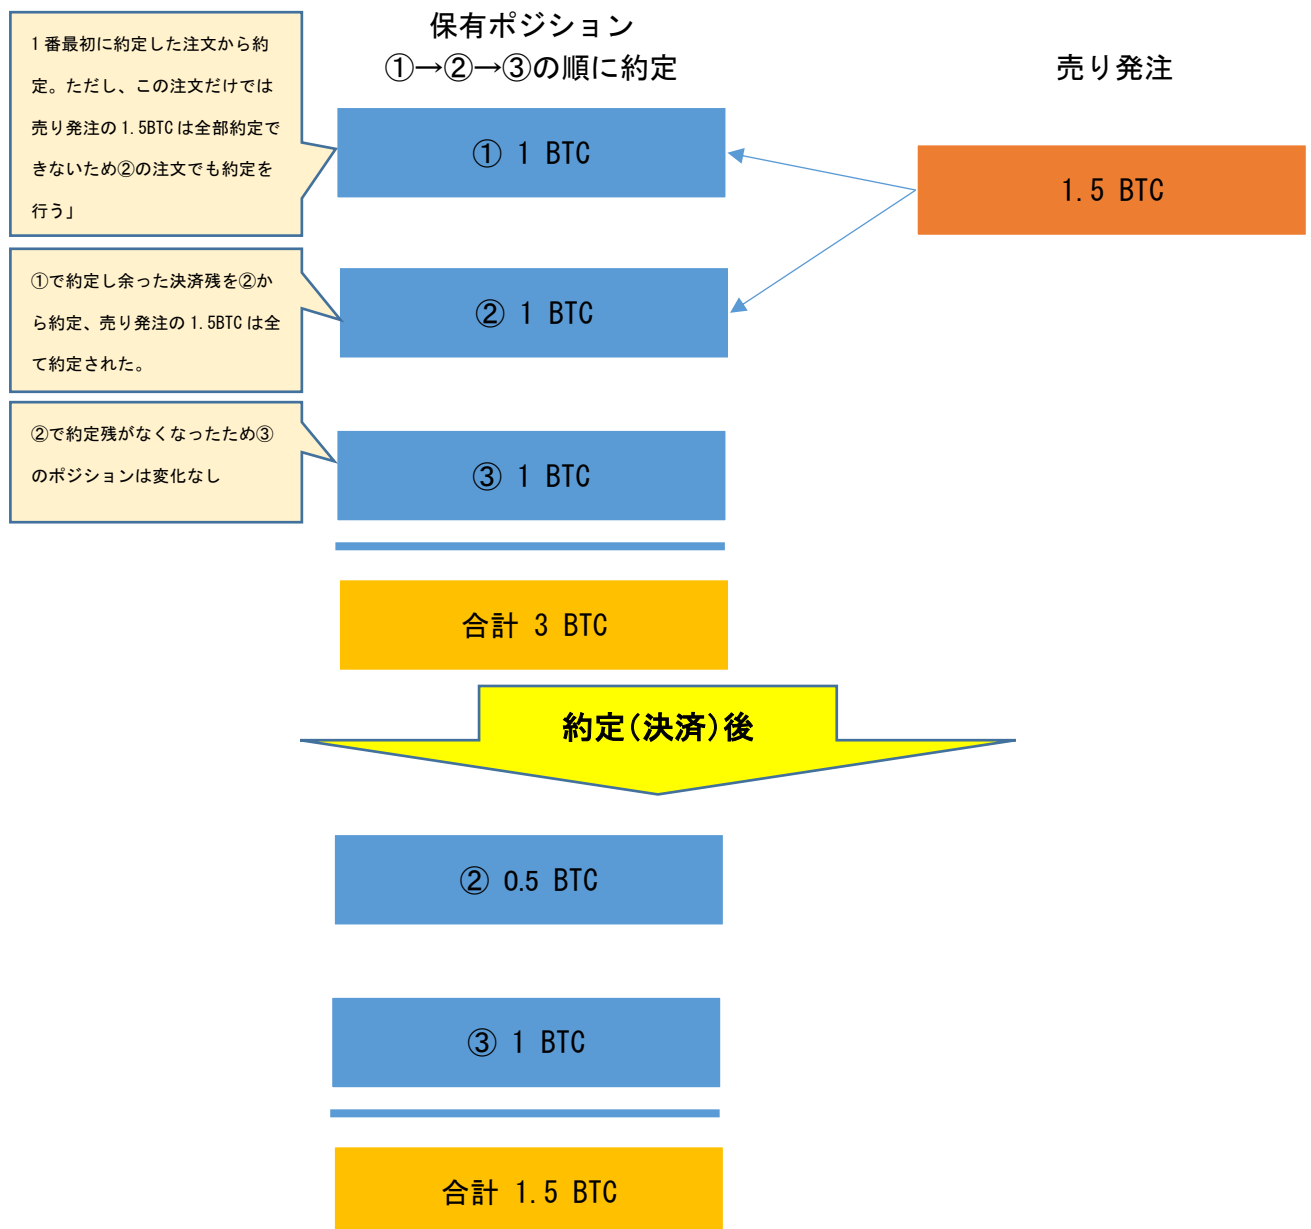 保有ポジション
①→②→③の順に約定
売り発注
1番最初に約定した注文から約
定。ただし、この注文だけでは
売り発注の1.5BTCは全部約定で
きないため②の注文でも約定を
行う」
① 1 BTC
1.5 BTC
①で約定し余った決済残を②か
ら約定、売り発注の1.5BTCは全
て約定された。
② 1 BTC
②で約定残がなくなったため③
のポジションは変化なし
③ 1 BTC
合計 3 BTC
約定(決済)後
② 0.5 BTC
③ 1 BTC
合計 1.5 BTC